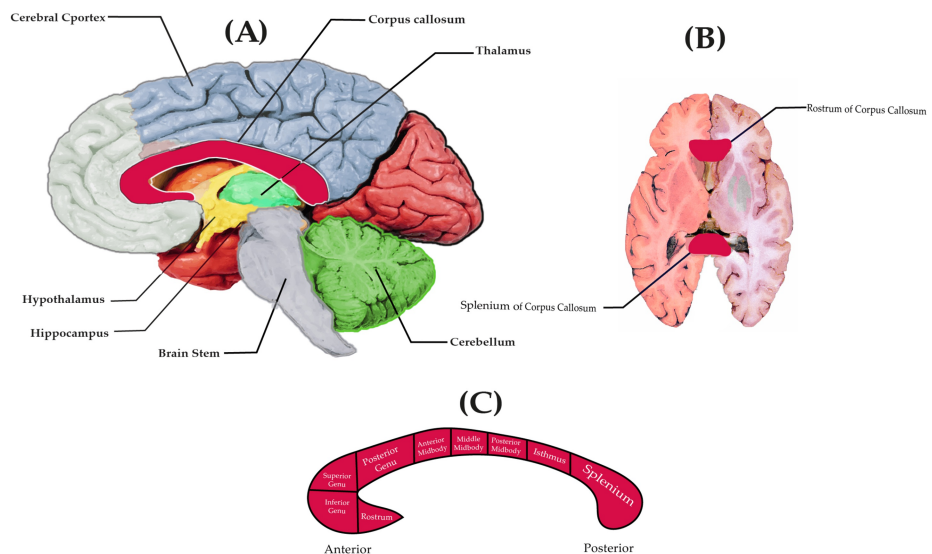 Cerebral Cportex
(A)
Corpus callosum
Thalamus
Hypothalamus
Hippocampus
Brain Stem
Cerebellum
(B)
Rostrum of Corpus Callosum
Splenium of Corpus Callosum
(C)
Superior
Genu
Inferior
Genu
Rostrum
Posterior
Genu
Anterior
Midbody
Middle
Midbody
Posterior
Midbody
Isthmus
Splenium
Anterior
Posterior